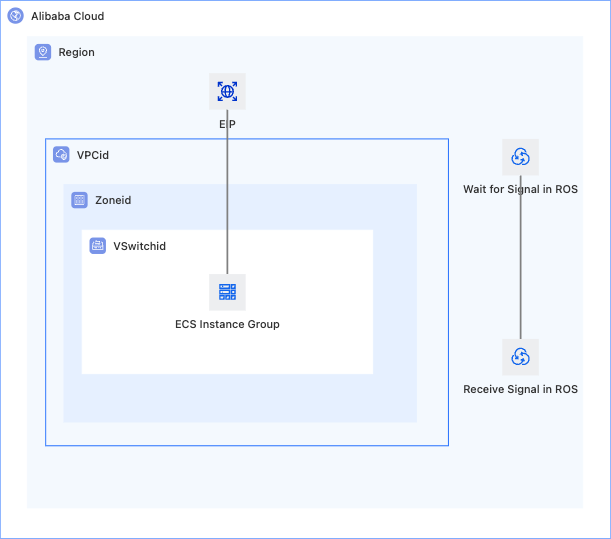 Alibaba Cloud
Region
EIP
VPCid
Wait for Signal in ROS
Zoneid
VSwitchid
ECS Instance Group
Receive Signal in ROS